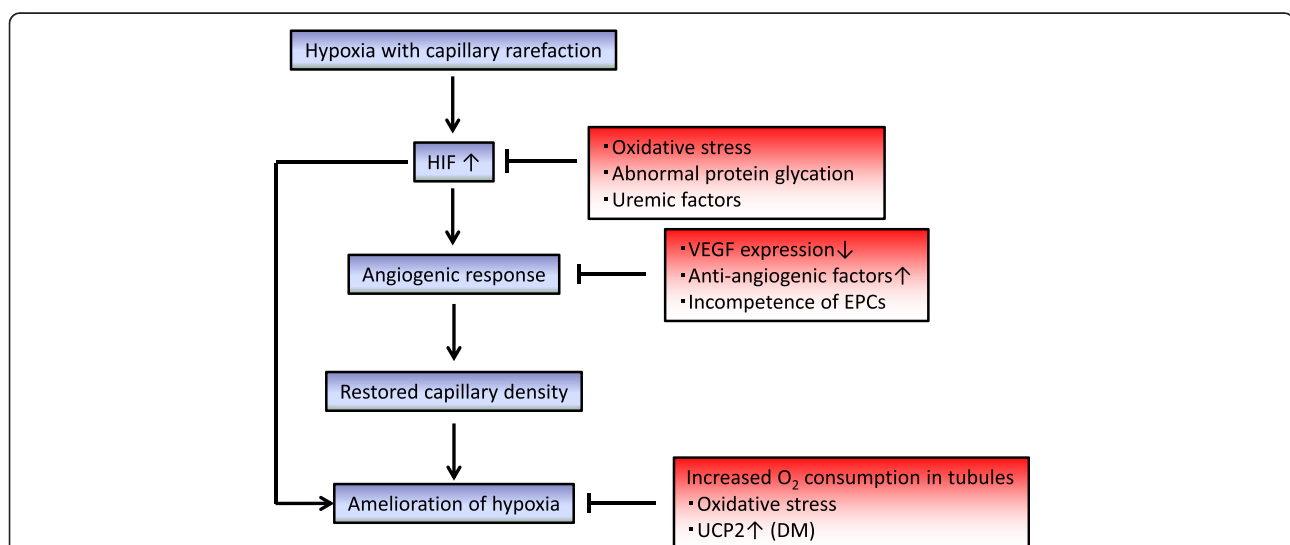 Hypoxia with capillary rarefaction
HIF ↑
・Oxidative stress
・Abnormal protein glycation
・Uremic factors
Angiogenic response
・VEGF expression↓
・Anti-angiogenic factors↑
・Incompetence of EPCs
Restored capillary density
Amelioration of hypoxia
Increased O₂ consumption in tubules
・Oxidative stress
・UCP2↑ (DM)